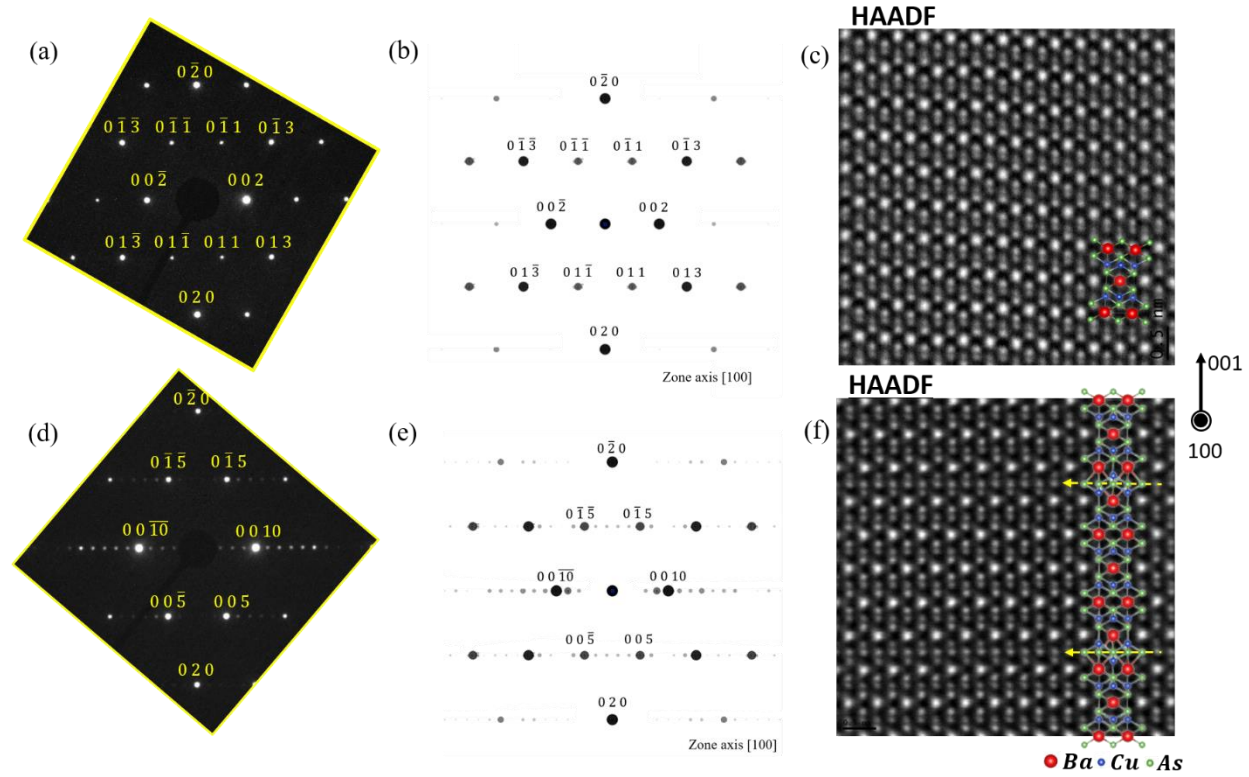 (a)
0 2̄ 0
0 1̄ 3̄ 0 1̄ 1̄ 0 1̄ 1 0 1̄ 3
0 0 2̄ 0 0 2
0 1 3̄ 0 1 1̄ 0 1 1 0 1 3
0 2 0
(b)
0 2̄ 0
0 1̄ 3̄ 0 1̄ 1̄ 0 1̄ 1 0 1̄ 3
0 0 2̄ 0 0 2
0 1 3̄ 0 1 1̄ 0 1 1 0 1 3
0 2 0
Zone axis [100]
HAADF
(c)
0.5 nm
(d)
0 2̄ 0
0 1̄ 5̄ 0 1̄ 5
0 0 1̄0̄ 0 0 10
0 0 5̄ 0 0 5
0 2 0
(e)
0 2̄ 0
0 1̄ 5̄ 0 1̄ 5
0 0 1̄0̄ 0 0 10
0 0 5̄ 0 0 5
0 2 0
Zone axis [100]
HAADF
(f)
001
100
Ba Cu As